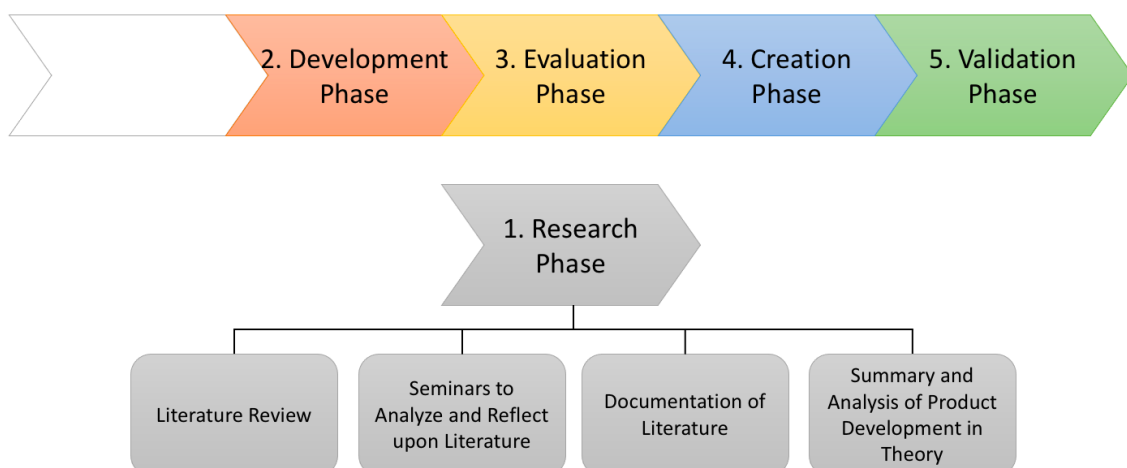 2. Development
Phase
3. Evaluation
Phase
4. Creation
Phase
5. Validation
Phase
1. Research
Phase
Literature Review
Seminars to
Analyze and Reflect
upon Literature
Documentation of
Literature
Summary and
Analysis of Product
Development in
Theory